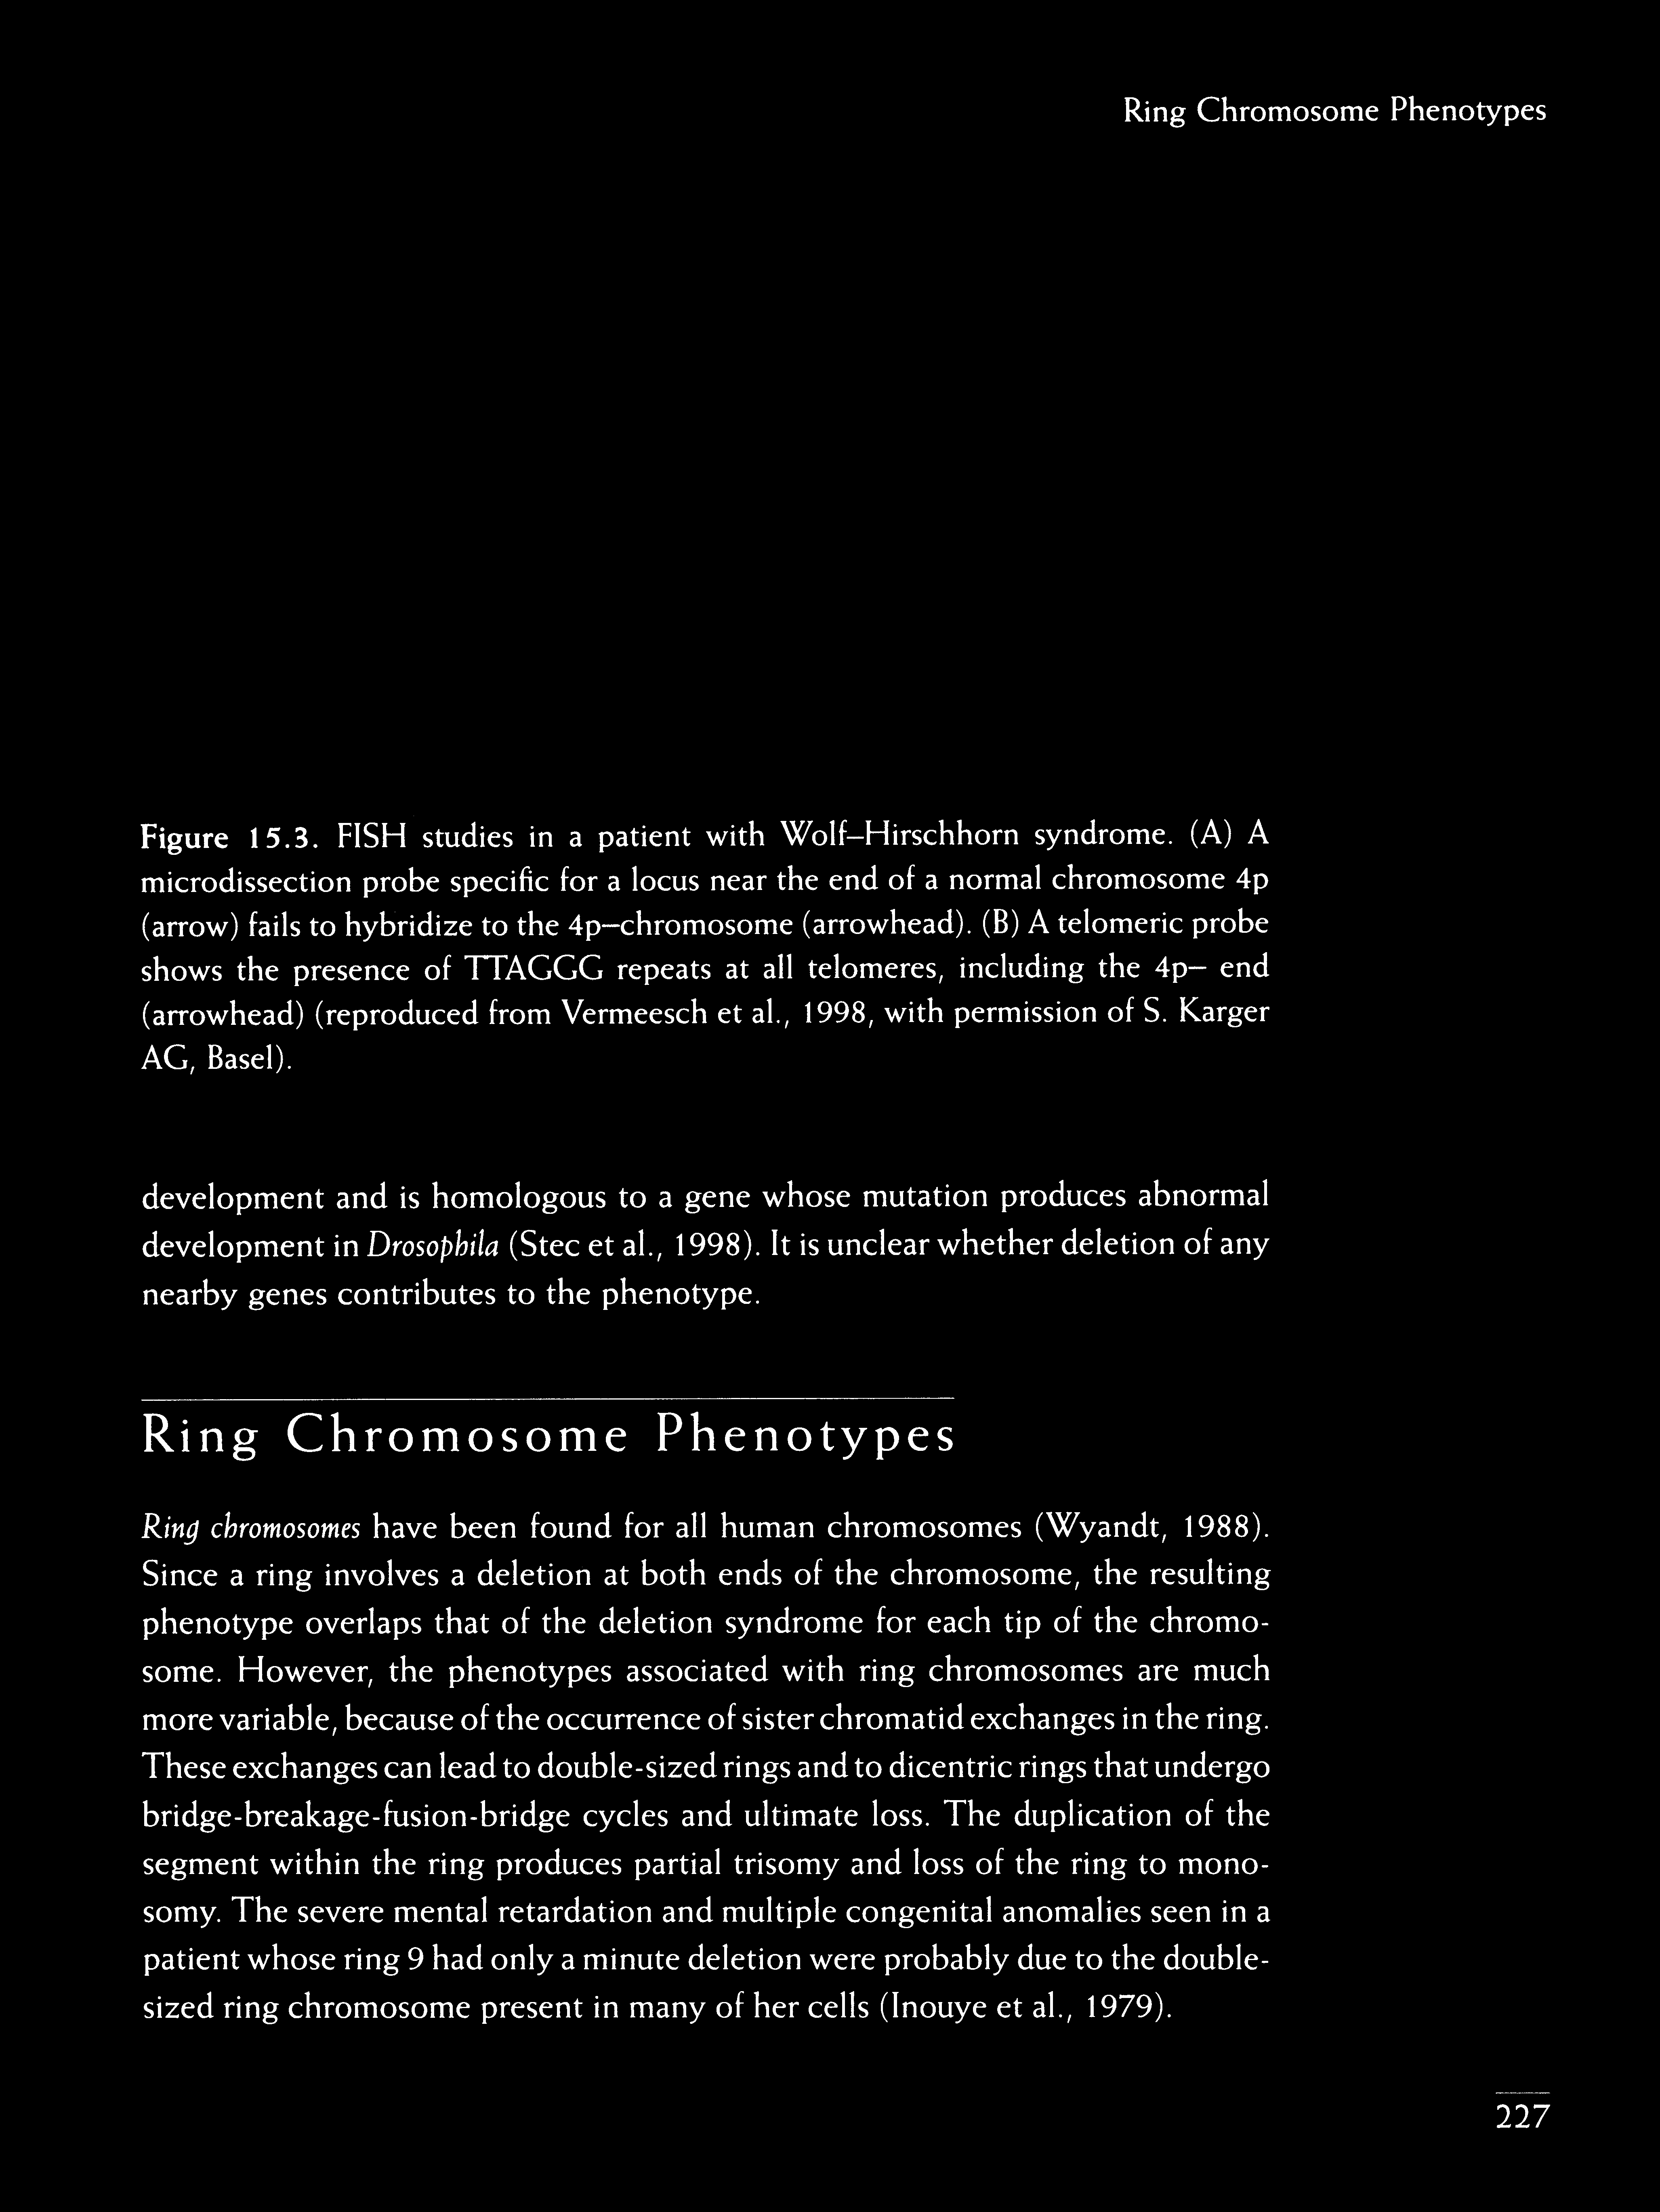 Ring Chromosome Phenotypes
Figure 15.3. FISH studies in a patient with Wolf–Hirschhorn syndrome. (A) A
microdissection probe specific for a locus near the end of a normal chromosome 4p
(arrow) fails to hybridize to the 4p–chromosome (arrowhead). (B) A telomeric probe
shows the presence of TTAGGG repeats at all telomeres, including the 4p– end
(arrowhead) (reproduced from Vermeesch et al., 1998, with permission of S. Karger
AG, Basel).
development and is homologous to a gene whose mutation produces abnormal
development in Drosophila (Stec et al., 1998). It is unclear whether deletion of any
nearby genes contributes to the phenotype.
Ring Chromosome Phenotypes
Ring chromosomes have been found for all human chromosomes (Wyandt, 1988).
Since a ring involves a deletion at both ends of the chromosome, the resulting
phenotype overlaps that of the deletion syndrome for each tip of the chromo-
some. However, the phenotypes associated with ring chromosomes are much
more variable, because of the occurrence of sister chromatid exchanges in the ring.
These exchanges can lead to double-sized rings and to dicentric rings that undergo
bridge-breakage-fusion-bridge cycles and ultimate loss. The duplication of the
segment within the ring produces partial trisomy and loss of the ring to mono-
somy. The severe mental retardation and multiple congenital anomalies seen in a
patient whose ring 9 had only a minute deletion were probably due to the double-
sized ring chromosome present in many of her cells (Inouye et al., 1979).
227